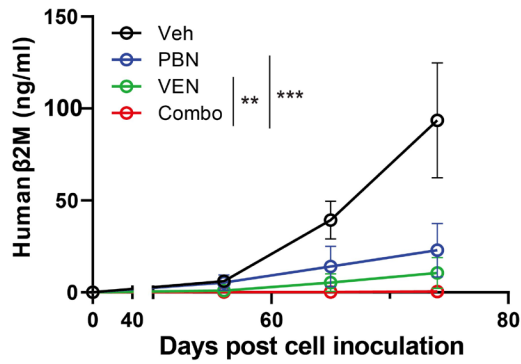 Human β2M (ng/ml)
150
100
50
0
Veh
PBN
VEN
Combo
**
***
0
40
60
80
Days post cell inoculation